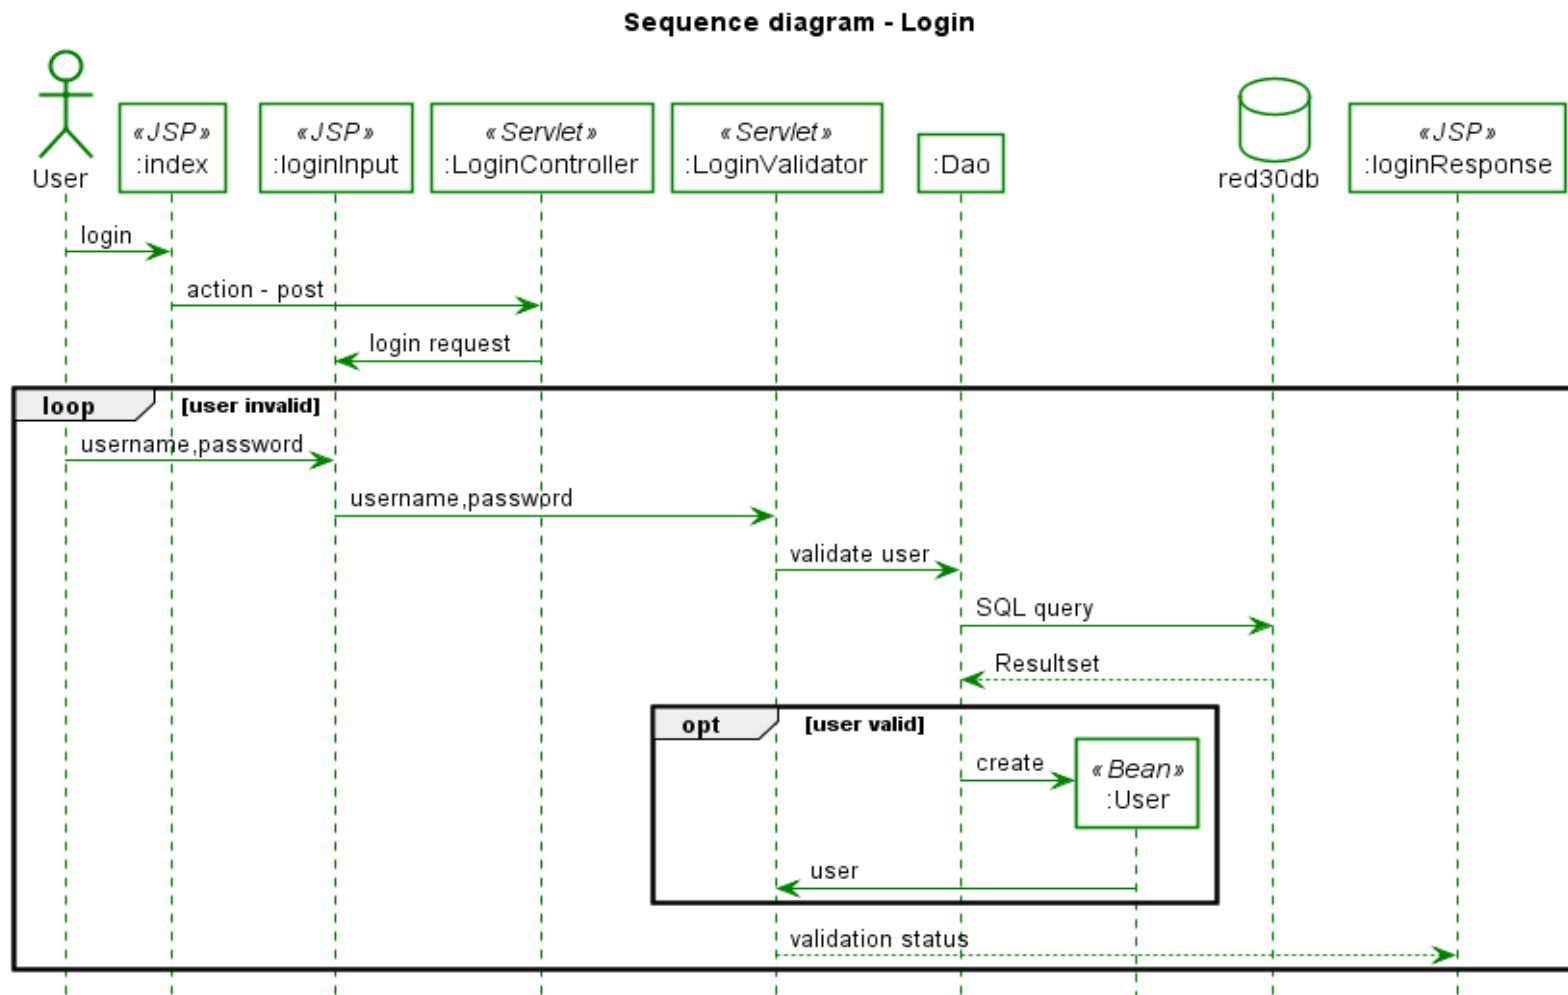 Sequence diagram - Login
User
«JSP»
:index
«JSP»
:loginInput
«Servlet»
:LoginController
«Servlet»
:LoginValidator
:Dao
red30db
«JSP»
:loginResponse
login
action - post
login request
loop [user invalid]
username,password
username,password
validate user
SQL query
Resultset
opt [user valid]
create
«Bean»
:User
user
validation status